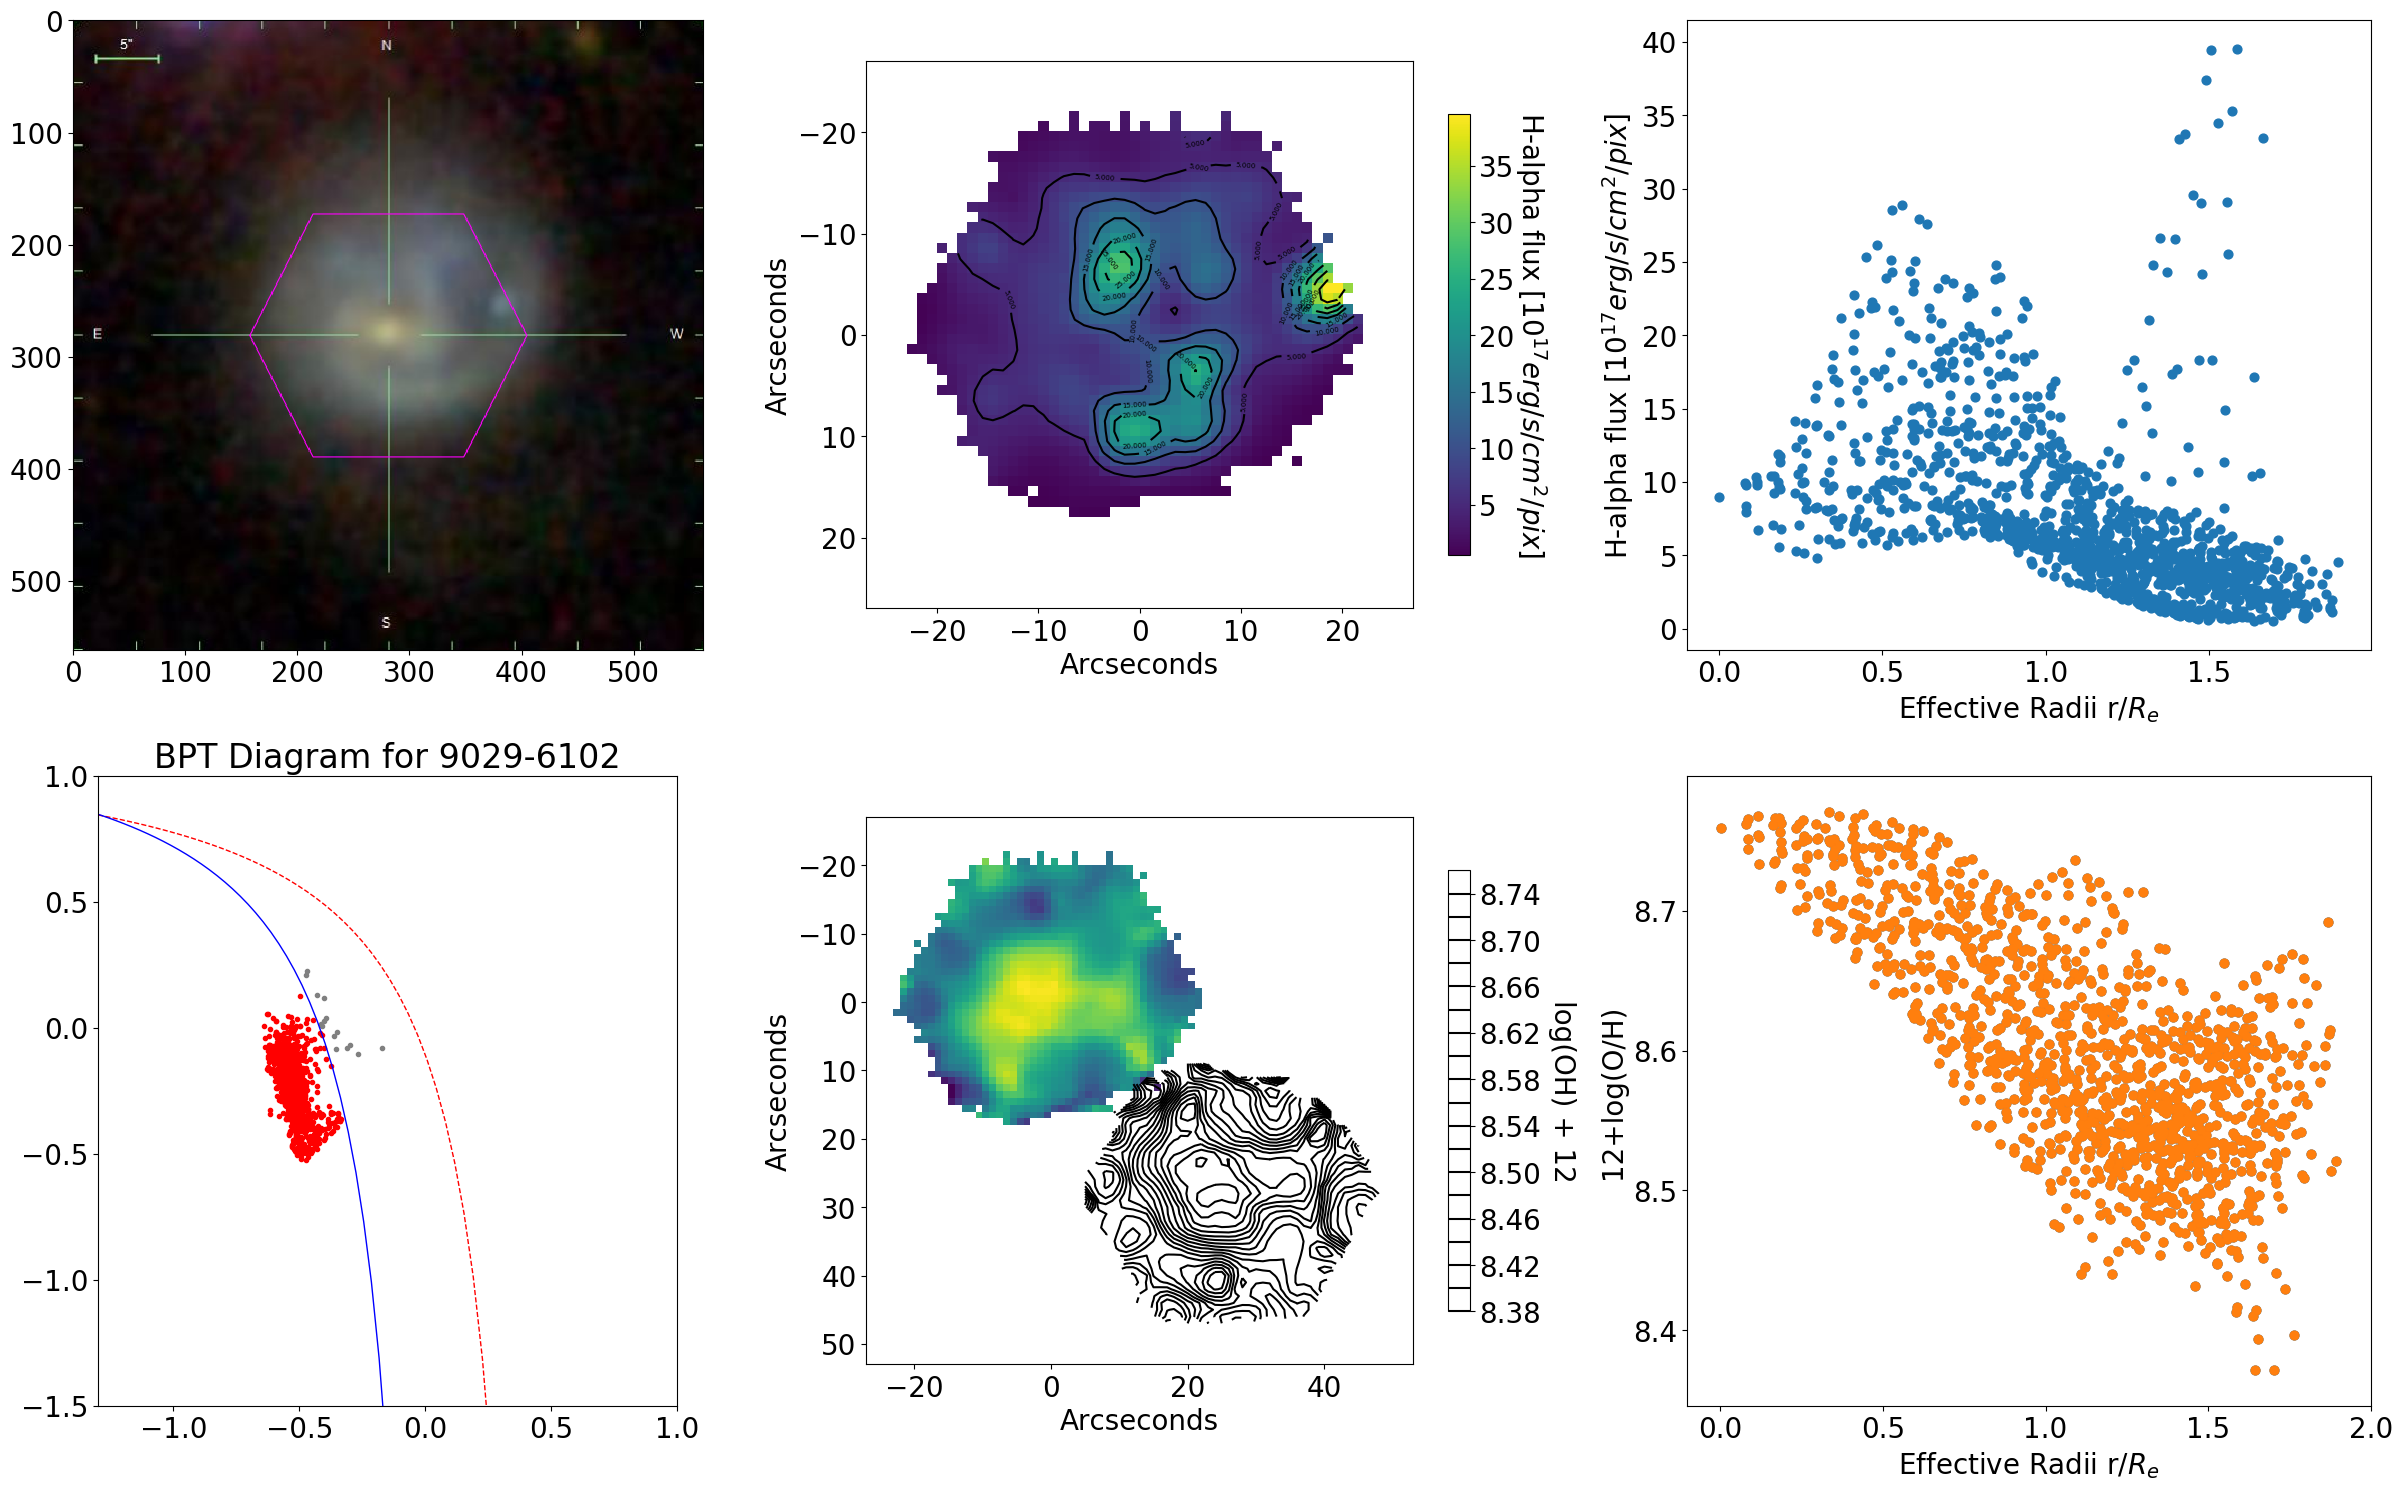 0
100
200
300
400
500
0 100 200 300 400 500
5"
N
E
W
S
−20
−10
0
10
20
−20 −10 0 10 20
Arcseconds
Arcseconds
35
30
25
20
15
10
5
H-alpha flux [10^17 erg/s/cm^2/pix]
40
35
30
25
20
15
10
5
0
0.0 0.5 1.0 1.5
H-alpha flux [10^17 erg/s/cm^2/pix]
Effective Radii r/R_e
BPT Diagram for 9029-6102
1.0
0.5
0.0
−0.5
−1.0
−1.5
−1.0 −0.5 0.0 0.5 1.0
−20
−10
0
10
20
30
40
50
−20 0 20 40
Arcseconds
Arcseconds
8.74
8.70
8.66
8.62
8.58
8.54
8.50
8.46
8.42
8.38
log(OH) + 12
8.7
8.6
8.5
8.4
0.0 0.5 1.0 1.5 2.0
12+log(O/H)
Effective Radii r/R_e